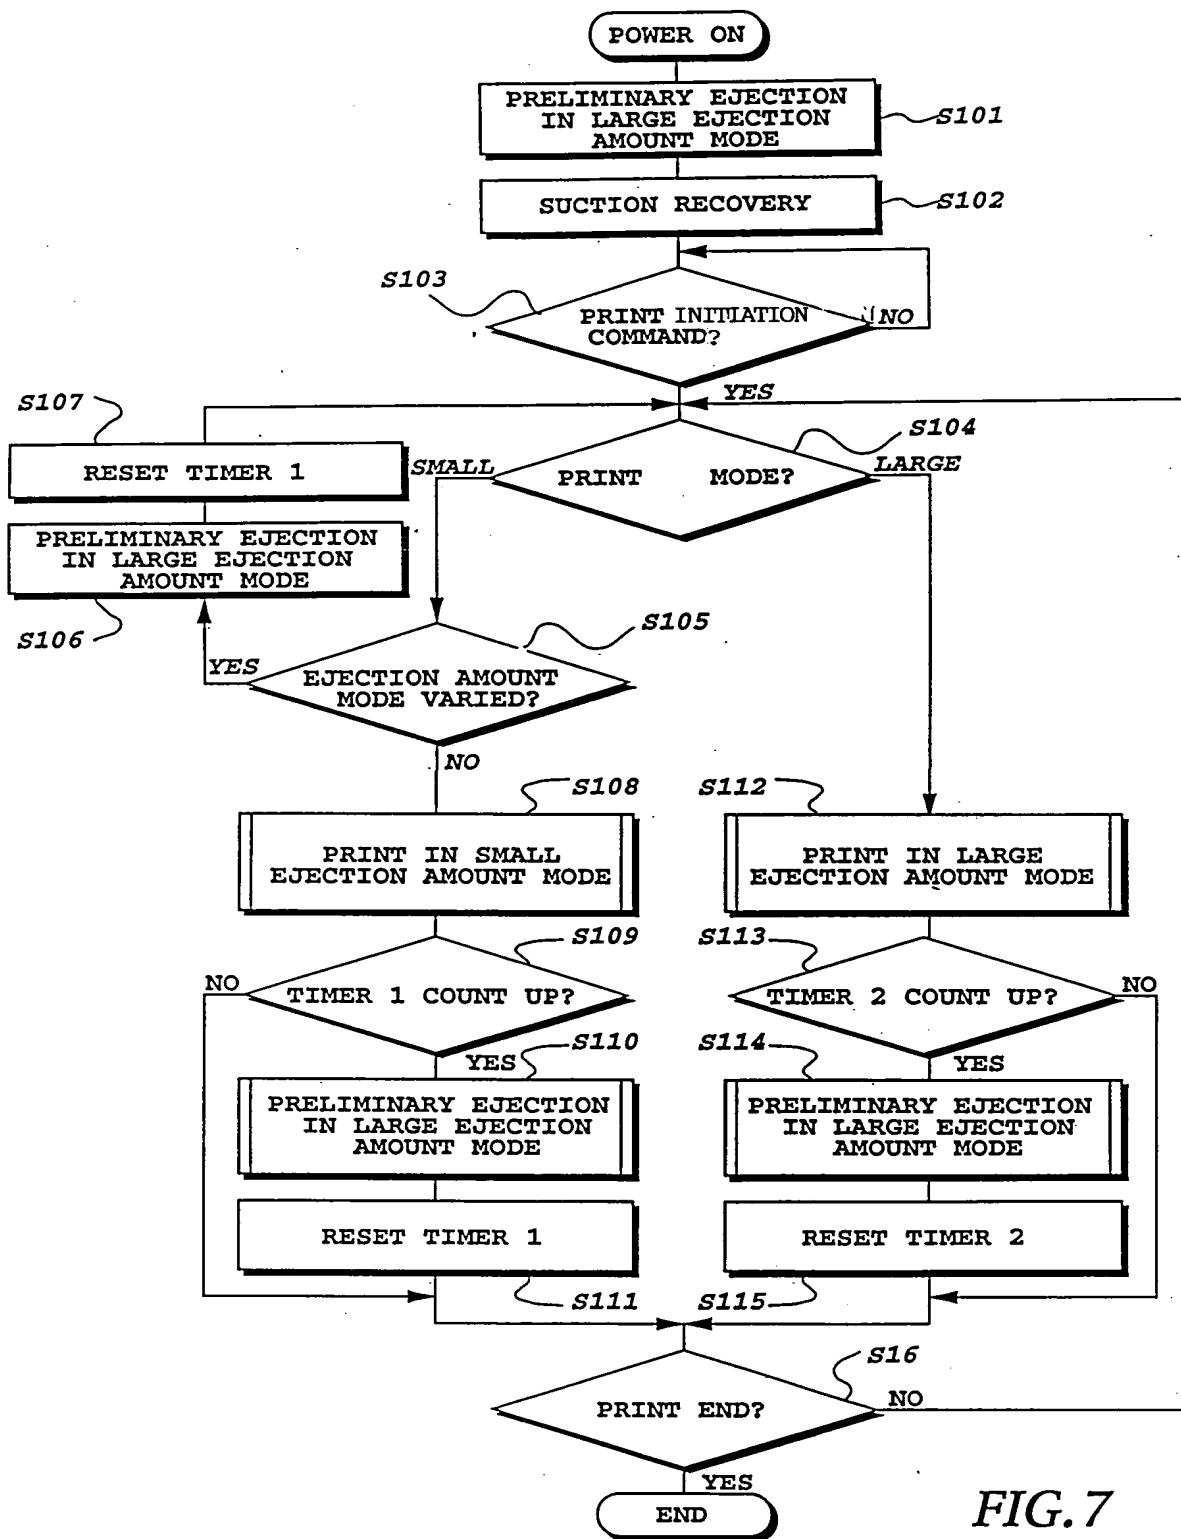 POWER ON
PRELIMINARY EJECTION
IN LARGE EJECTION
AMOUNT MODE
S101
SUCTION RECOVERY
S102
S103
PRINT INITIATION
COMMAND?
NO
YES
S107
RESET TIMER 1
S104
SMALL
PRINT MODE?
LARGE
PRELIMINARY EJECTION
IN LARGE EJECTION
AMOUNT MODE
S106
S105
YES
EJECTION AMOUNT
MODE VARIED?
NO
S108
PRINT IN SMALL
EJECTION AMOUNT MODE
S112
PRINT IN LARGE
EJECTION AMOUNT MODE
S109
NO
TIMER 1 COUNT UP?
YES
S113
TIMER 2 COUNT UP?
NO
YES
S110
PRELIMINARY EJECTION
IN LARGE EJECTION
AMOUNT MODE
S114
PRELIMINARY EJECTION
IN LARGE EJECTION
AMOUNT MODE
RESET TIMER 1
S111
RESET TIMER 2
S115
S16
PRINT END?
NO
YES
END
FIG.7